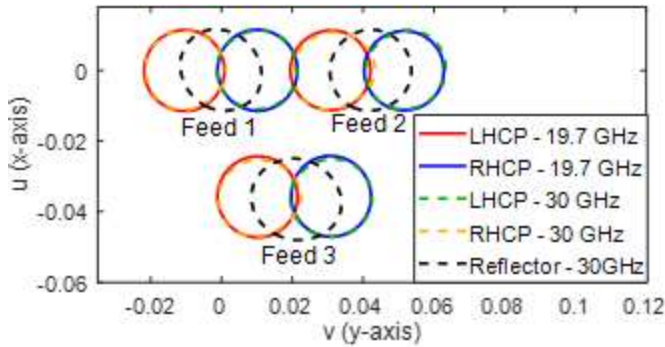 0
-0.02
-0.04
-0.06
u (x-axis)
Feed 1
Feed 2
Feed 3
LHCP - 19.7 GHz
RHCP - 19.7 GHz
LHCP - 30 GHz
RHCP - 30 GHz
Reflector - 30GHz
-0.02
0
0.02
0.04
0.06
0.08
0.1
0.12
v (y-axis)